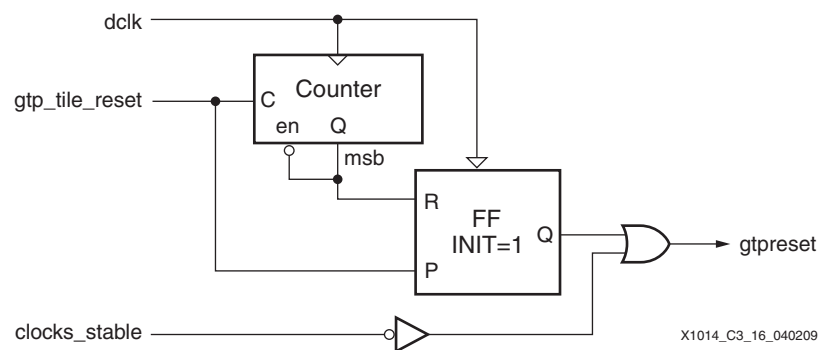 dclk
Counter
gtp_tile_reset
C
en
Q
msb
R
FF
INIT=1
Q
P
gtpreset
clocks_stable
X1014_C3_16_040209